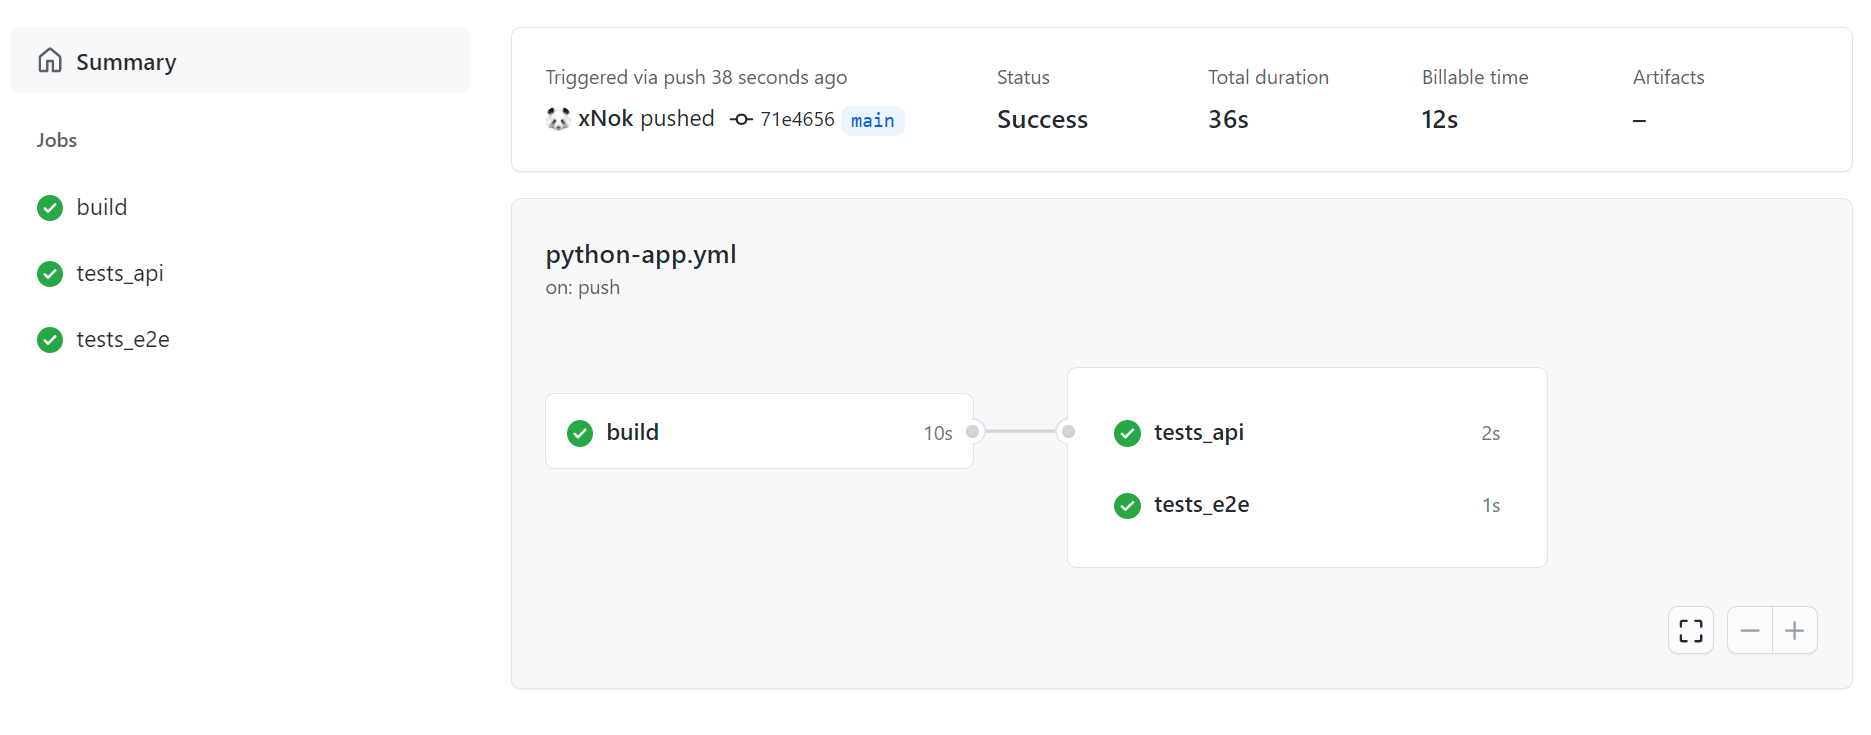 Summary
Jobs
build
tests_api
tests_e2e
Triggered via push 38 seconds ago
xNok pushed 71e4656 main
Status
Success
Total duration
36s
Billable time
12s
Artifacts
–
python-app.yml
on: push
build 10s
tests_api 2s
tests_e2e 1s